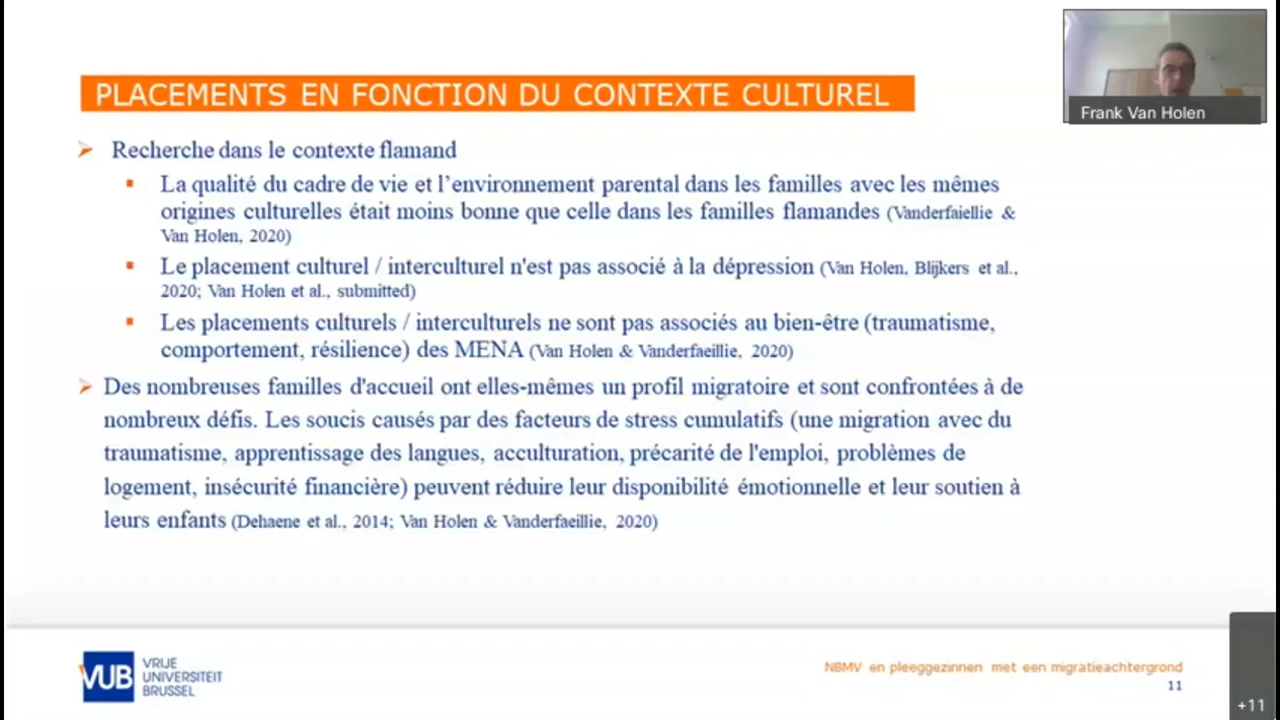 PLACEMENTS EN FONCTION DU CONTEXTE CULTUREL
Frank Van Holen
Recherche dans le contexte flamand
La qualité du cadre de vie et l'environnement parental dans les familles avec les mêmes
origines culturelles était moins bonne que celle dans les familles flamandes (Vanderfaiellie &
Van Holen, 2020)
Le placement culturel / interculturel n'est pas associé à la dépression (Van Holen, Blijkers et al.,
2020; Van Holen et al., submitted)
Les placements culturels / interculturels ne sont pas associés au bien-être (traumatisme,
comportement, résilience) des MENA (Van Holen & Vanderfaeillie, 2020)
Des nombreuses familles d'accueil ont elles-mêmes un profil migratoire et sont confrontées à de
nombreux défis. Les soucis causés par des facteurs de stress cumulatifs (une migration avec du
traumatisme, apprentissage des langues, acculturation, précarité de l'emploi, problèmes de
logement, insécurité financière) peuvent réduire leur disponibilité émotionnelle et leur soutien à
leurs enfants (Dehaene et al., 2014; Van Holen & Vanderfaeillie, 2020)
VUB
VRIJE
UNIVERSITEIT
BRUSSEL
NBMV en pleeggezinnen met een migratieachtergrond
11
+11